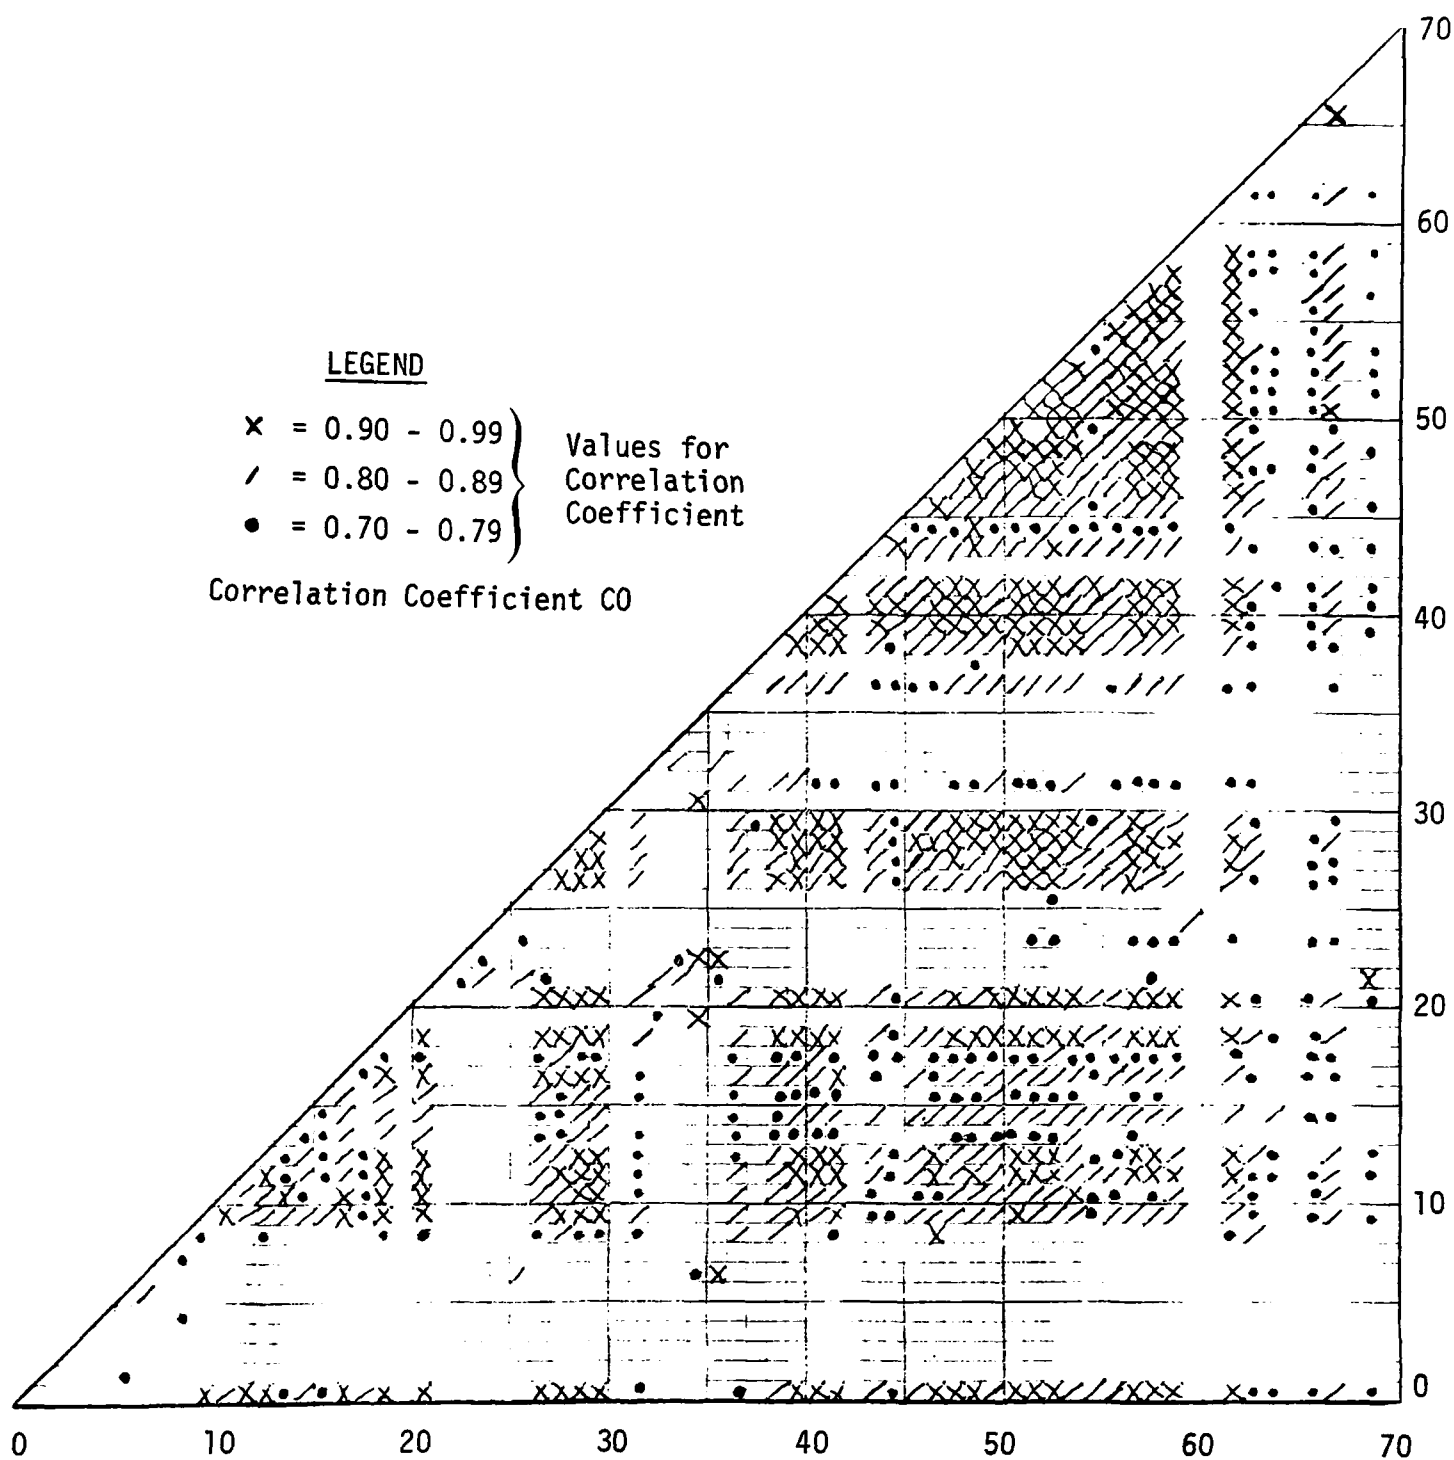 70
60
LEGEND
x = 0.90 - 0.99
/ = 0.80 - 0.89
• = 0.70 - 0.79
Values for
Correlation
Coefficient
Correlation Coefficient CO
50
40
30
20
10
0
0 10 20 30 40 50 60 70